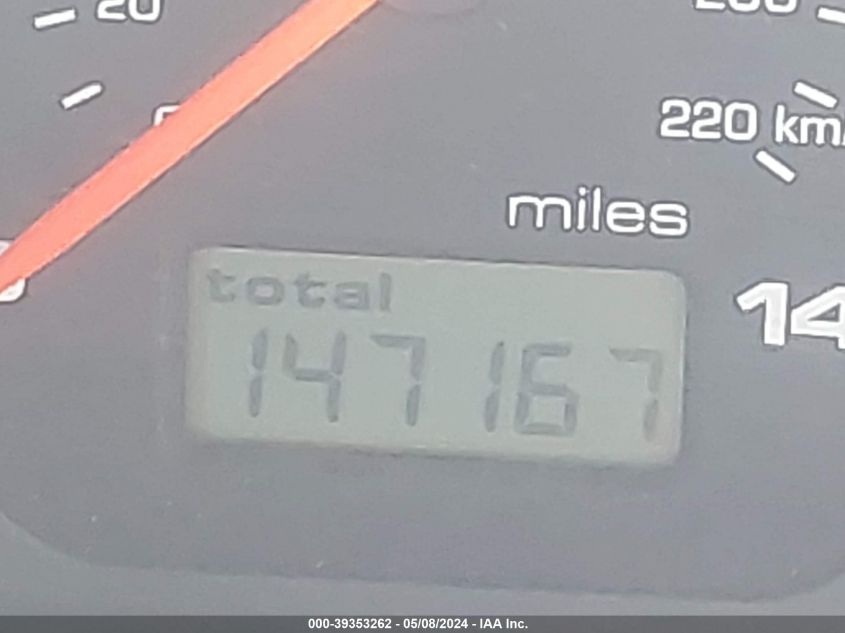 20
220 km/
miles
total
147167
14
000-39353262 - 05/08/2024 - IAA Inc.